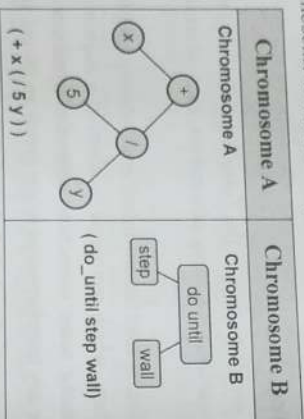 Chromosome A
Chromosome B
Chromosome A
+
x
/
5
y
( + x ( / 5 y ) )
Chromosome B
do until
step
wall
( do_until step wall)